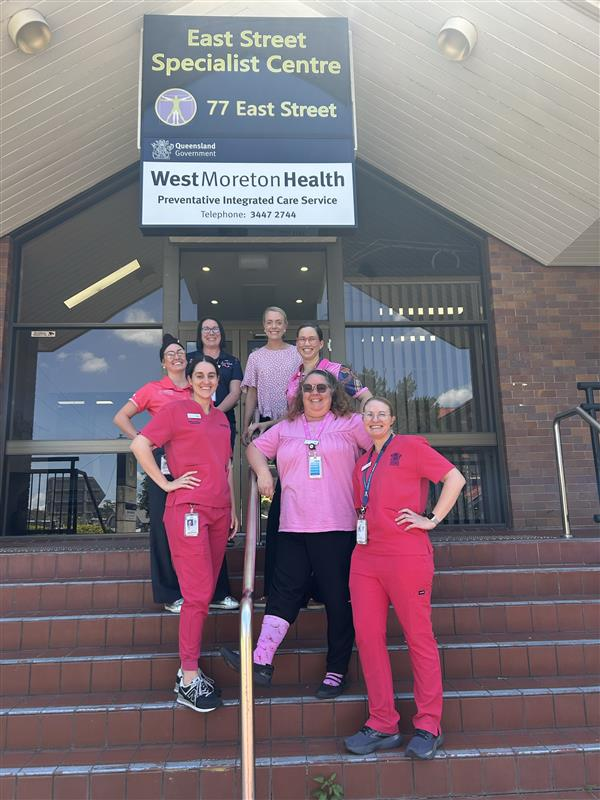 East Street
Specialist Centre
77 East Street
Queensland
Government
WestMoretonHealth
Preventative Integrated Care Service
Telephone: 3447 2744